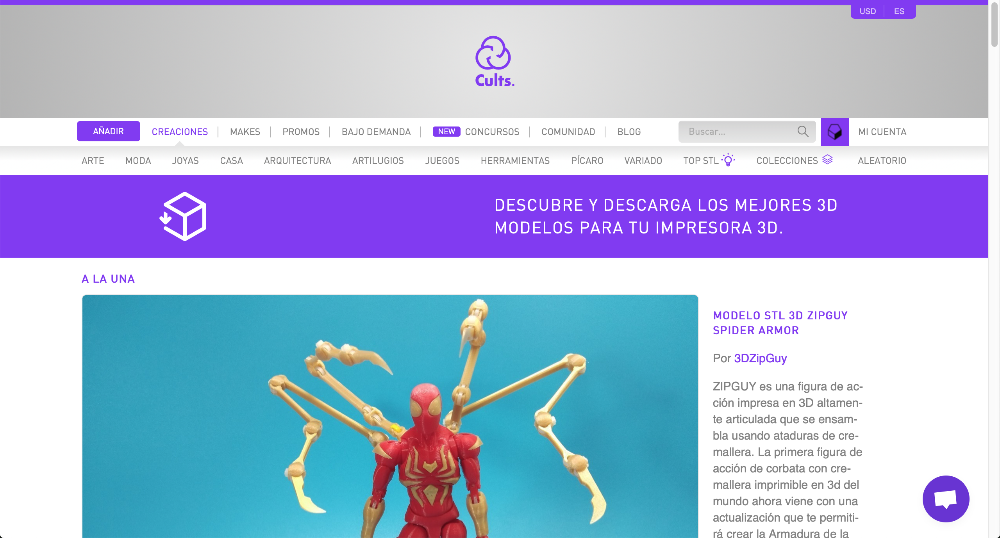 USD
ES
Cults.
AÑADIR
CREACIONES
MAKES
PROMOS
BAJO DEMANDA
NEW CONCURSOS
COMUNIDAD
BLOG
Buscar...
MI CUENTA
ARTE
MODA
JOYAS
CASA
ARQUITECTURA
ARTILUGIOS
JUEGOS
HERRAMIENTAS
PÍCARO
VARIADO
TOP STL
COLECCIONES
ALEATORIO
DESCUBRE Y DESCARGA LOS MEJORES 3D
MODELOS PARA TU IMPRESORA 3D.
A LA UNA
MODELO STL 3D ZIPGUY
SPIDER ARMOR
Por 3DZipGuy
ZIPGUY es una figura de ac-
ción impresa en 3D altamen-
te articulada que se ensam-
bla usando ataduras de cre-
mallera. La primera figura de
acción de corbata con cre-
mallera imprimible en 3d del
mundo ahora viene con una
actualización que te permiti-
rá crear la Armadura de la